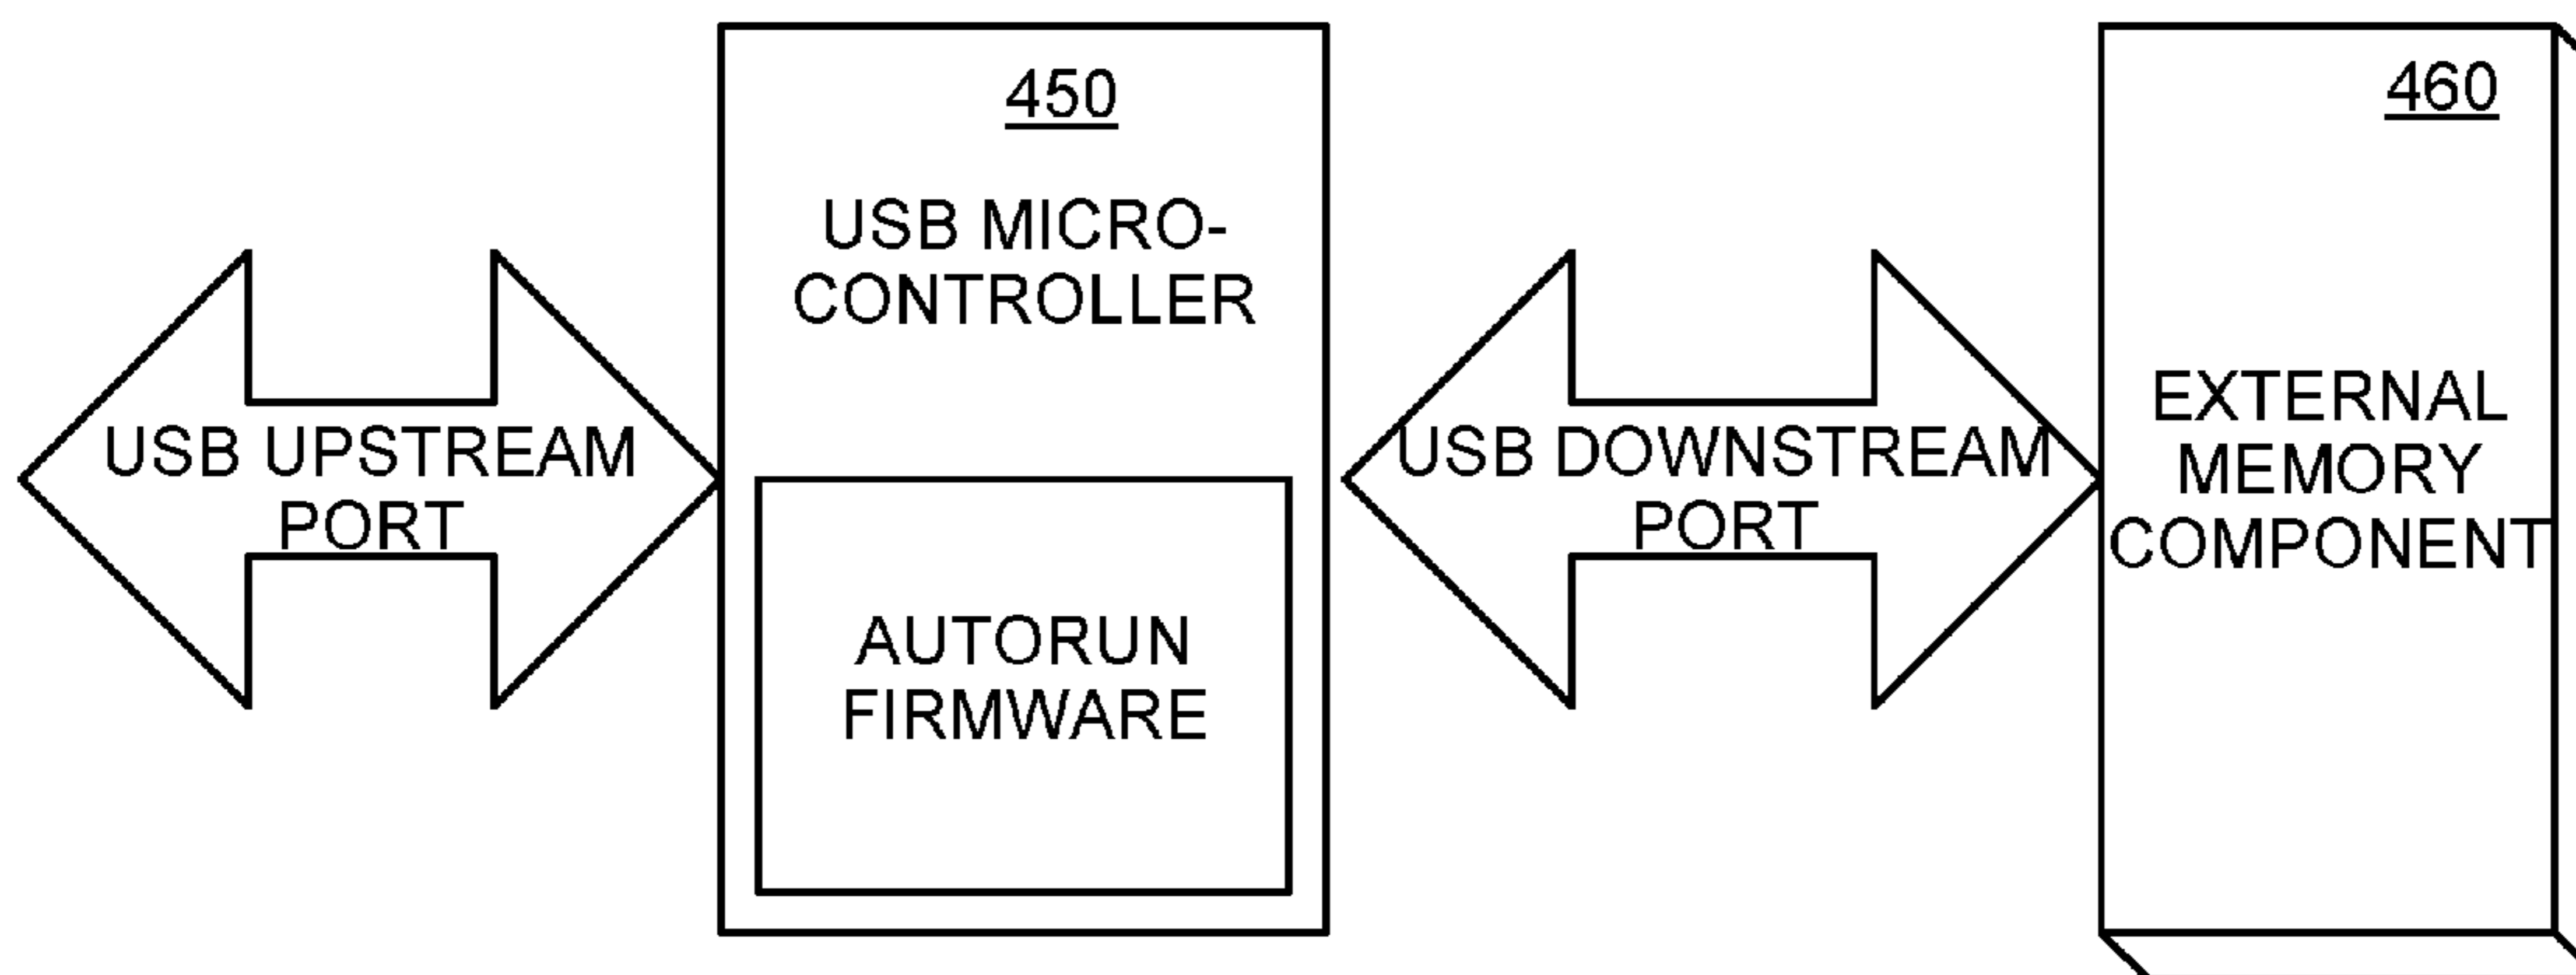 450
USB MICRO-
CONTROLLER
USB UPSTREAM
PORT
AUTORUN
FIRMWARE
USB DOWNSTREAM
PORT
460
EXTERNAL
MEMORY
COMPONENT